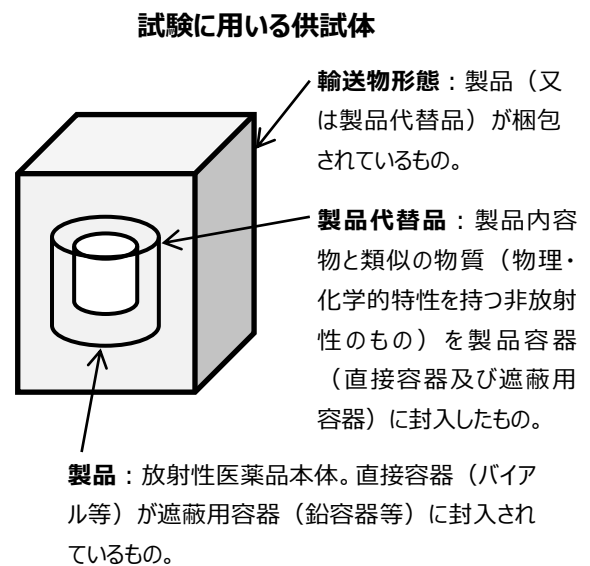 試験に用いる供試体
輸送物形態：製品（又
は製品代替品）が梱包
されているもの。
製品代替品：製品内容
物と類似の物質（物理・
化学的特性を持つ非放射
性のもの）を製品容器
（直接容器及び遮蔽用
容器）に封入したもの。
製品：放射性医薬品本体。直接容器（バイア
ル等）が遮蔽用容器（鉛容器等）に封入され
ているもの。